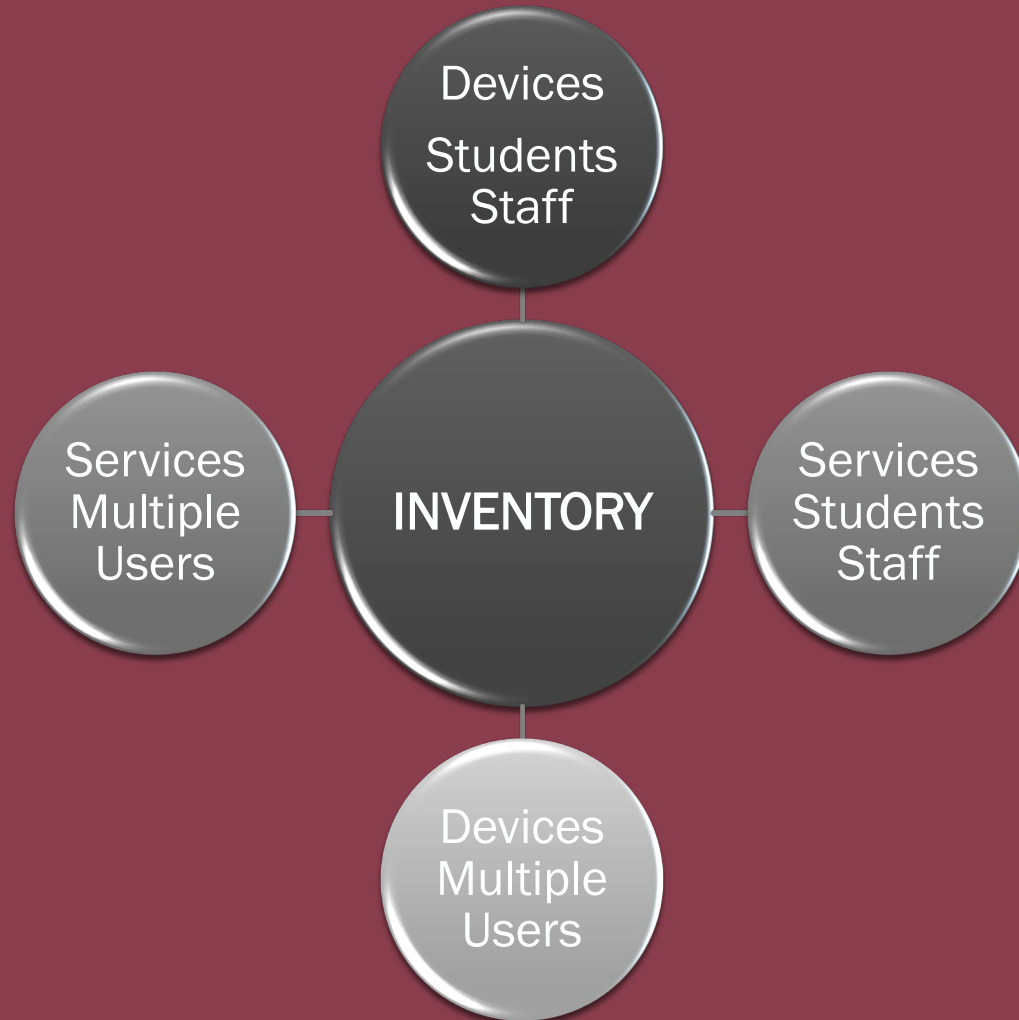 Devices
Students
Staff
Services
Multiple
Users
INVENTORY
Services
Students
Staff
Devices
Multiple
Users